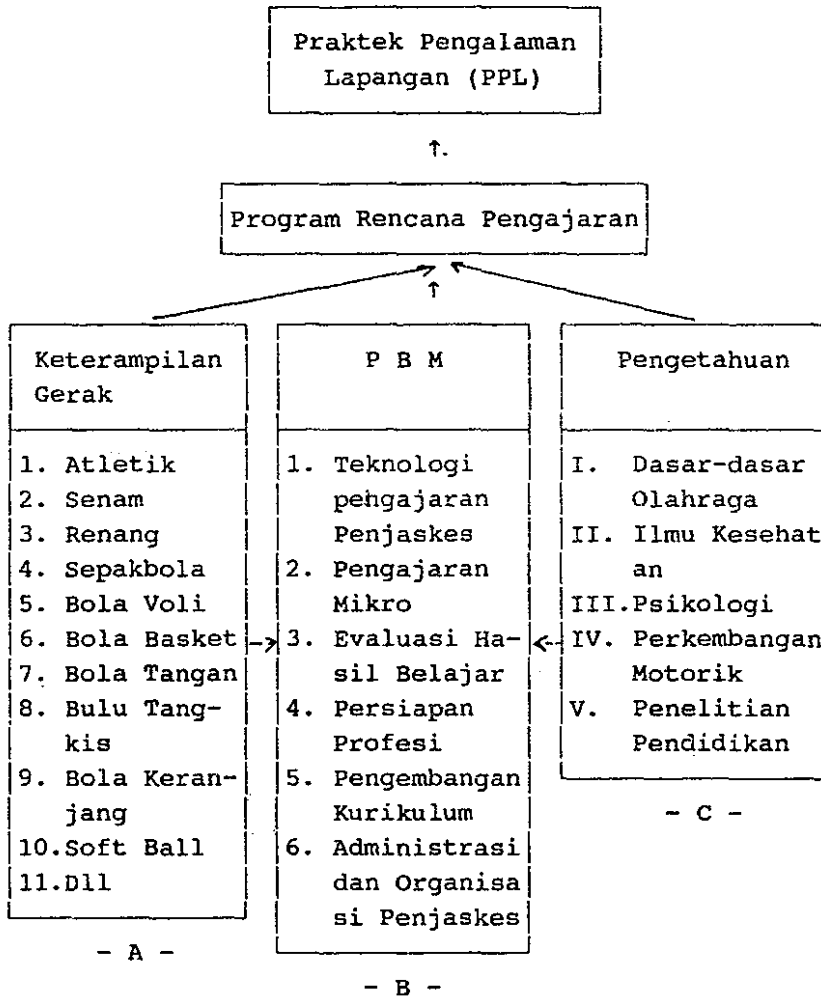 Praktek Pengalaman
Lapangan (PPL)
↑.
Program Rencana Pengajaran
↑
Keterampilan
Gerak
1. Atletik
2. Senam
3. Renang
4. Sepakbola
5. Bola Voli
6. Bola Basket
7. Bola Tangan
8. Bulu Tang-
kis
9. Bola Keran-
jang
10.Soft Ball
11.Dll
- A -
P B M
1. Teknologi
pengajaran
Penjaskes
2. Pengajaran
Mikro
3. Evaluasi Ha-
sil Belajar
4. Persiapan
Profesi
5. Pengembangan
Kurikulum
6. Administrasi
dan Organisa
si Penjaskes
- B -
Pengetahuan
I. Dasar-dasar
Olahraga
II. Ilmu Kesehat
an
III.Psikologi
IV. Perkembangan
Motorik
V. Penelitian
Pendidikan
- C -